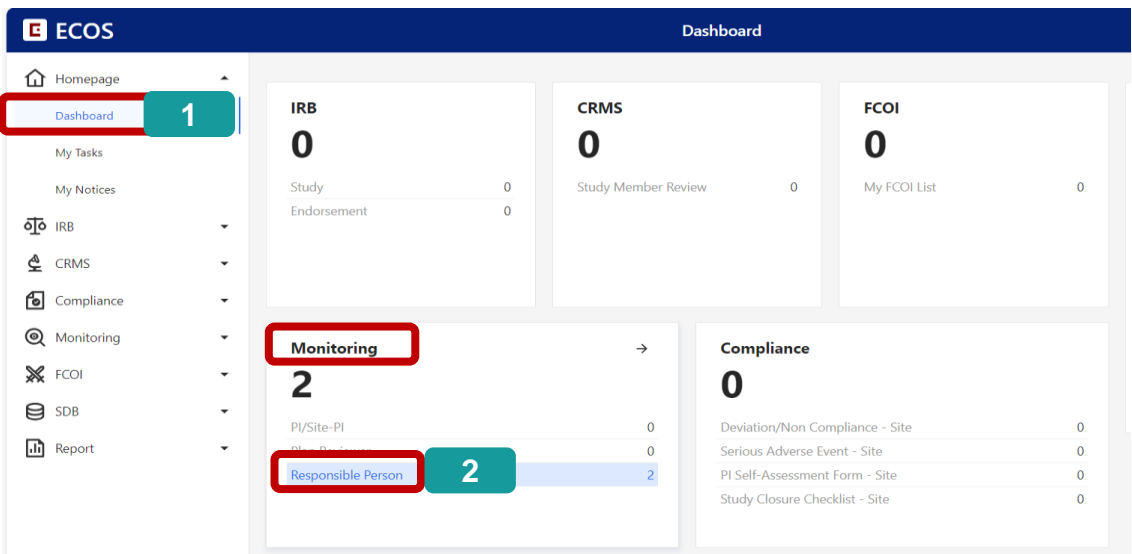 ECOS
Dashboard
Homepage
Dashboard
1
My Tasks
My Notices
IRB
CRMS
Compliance
Monitoring
FCOI
SDB
Report
IRB
0
Study 0
Endorsement 0
CRMS
0
Study Member Review 0
FCOI
0
My FCOI List 0
Monitoring →
2
PI/Site-PI 0
Plan Reviewer 0
Responsible Person 2
2
Compliance
0
Deviation/Non Compliance - Site 0
Serious Adverse Event - Site 0
PI Self-Assessment Form - Site 0
Study Closure Checklist - Site 0